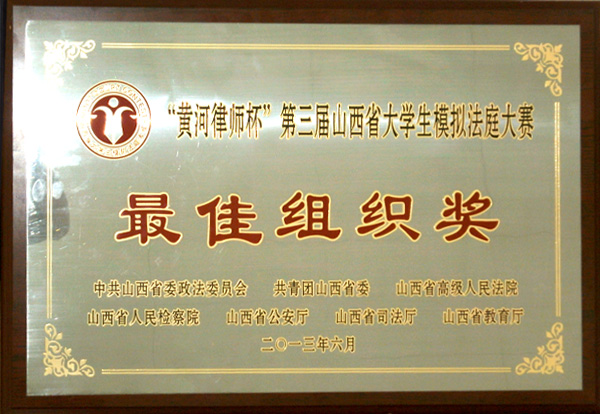 “黄河律师杯”第三届山西省大学生模拟法庭大赛
最佳组织奖
中共山西省委政法委员会 共青团山西省委 山西省高级人民法院
山西省人民检察院 山西省公安厅 山西省司法厅 山西省教育厅
二〇一三年六月